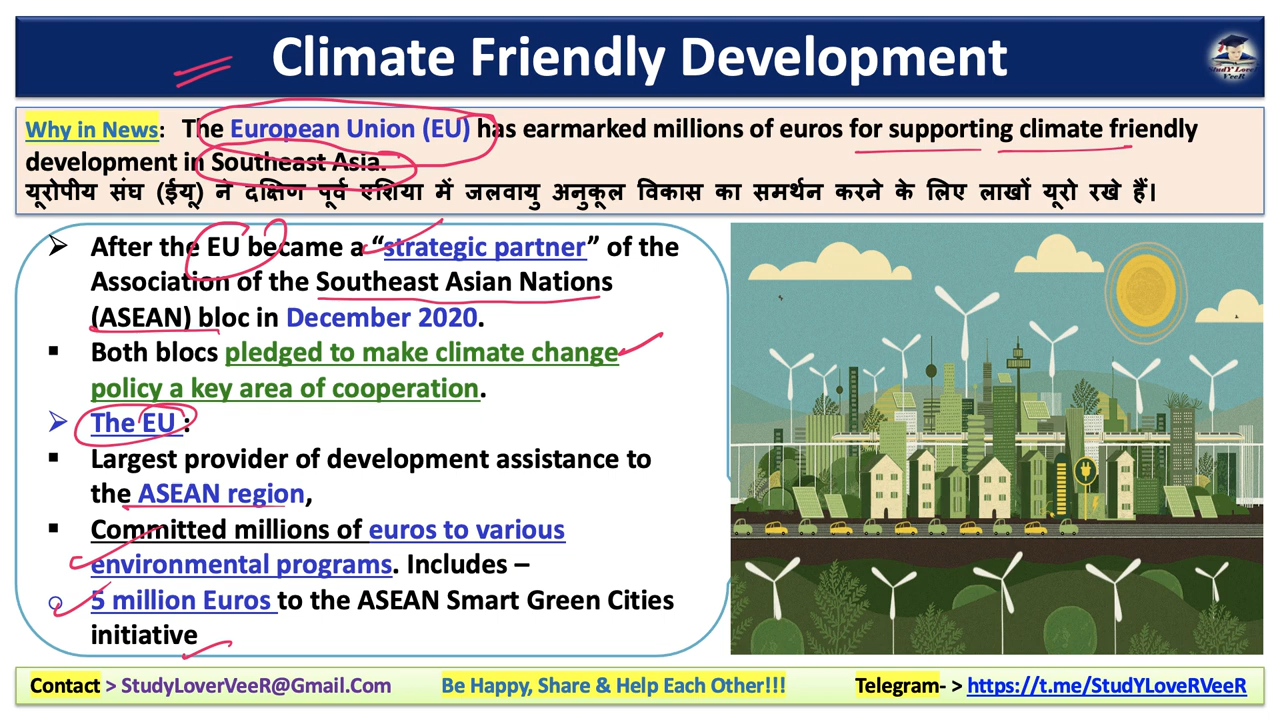 Climate Friendly Development
StudY Lover
VeeR
Why in News: The European Union (EU) has earmarked millions of euros for supporting climate friendly
development in Southeast Asia.
यूरोपीय संघ (ईयू) ने दक्षिण पूर्व एशिया में जलवायु अनुकूल विकास का समर्थन करने के लिए लाखों यूरो रखे हैं।
➢ After the EU became a “strategic partner” of the
Association of the Southeast Asian Nations
(ASEAN) bloc in December 2020.
▪ Both blocs pledged to make climate change
policy a key area of cooperation.
➢ The EU :
▪ Largest provider of development assistance to
the ASEAN region,
▪ Committed millions of euros to various
environmental programs. Includes –
o 5 million Euros to the ASEAN Smart Green Cities
initiative
Contact > StudyLoverVeeR@Gmail.Com Be Happy, Share & Help Each Other!!! Telegram- > https://t.me/StudYLoveRVeeR